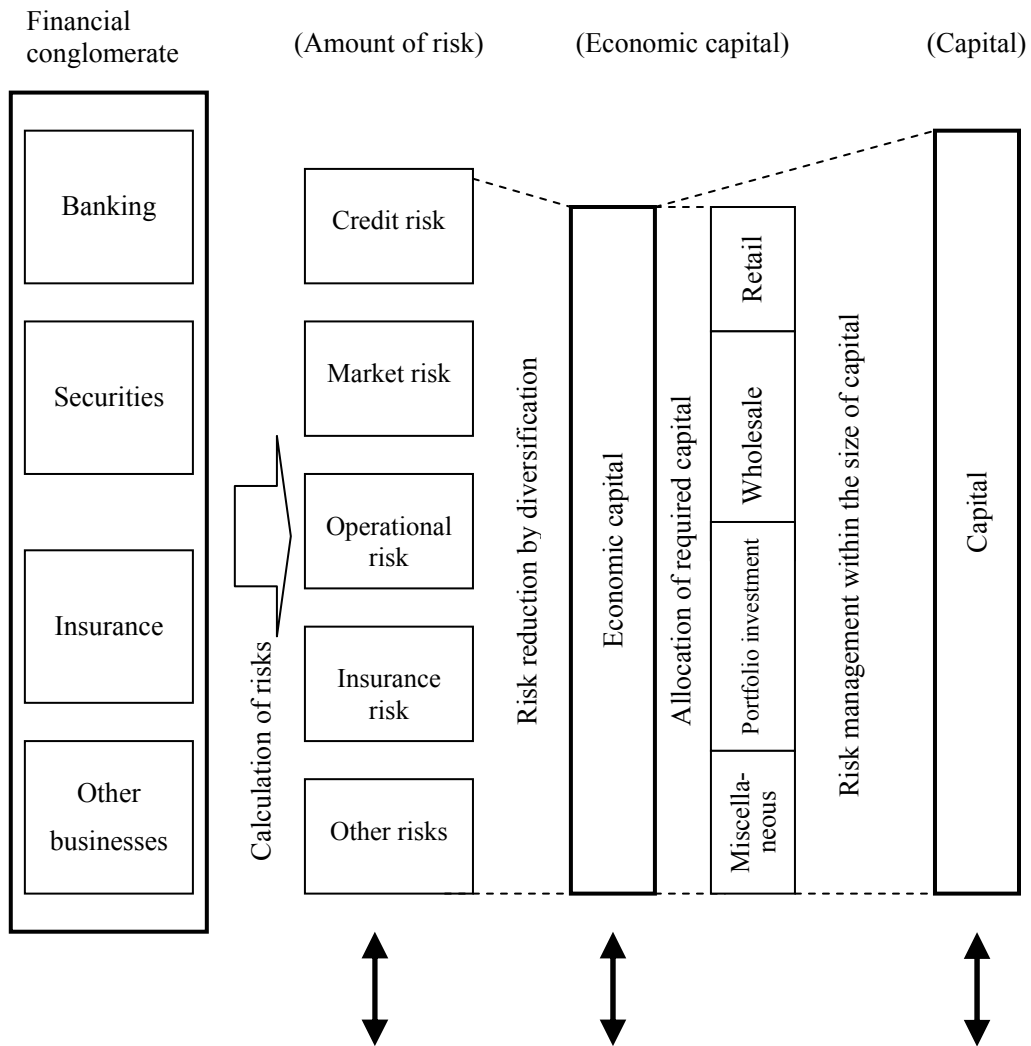 Financial
conglomerate
(Amount of risk)
(Economic capital)
(Capital)
Banking
Securities
Insurance
Other
businesses
Calculation of risks
Credit risk
Market risk
Operational
risk
Insurance
risk
Other risks
Risk reduction by diversification
Economic capital
Allocation of required capital
Retail
Wholesale
Portfolio investment
Miscella-
neous
Risk management within the size of capital
Capital